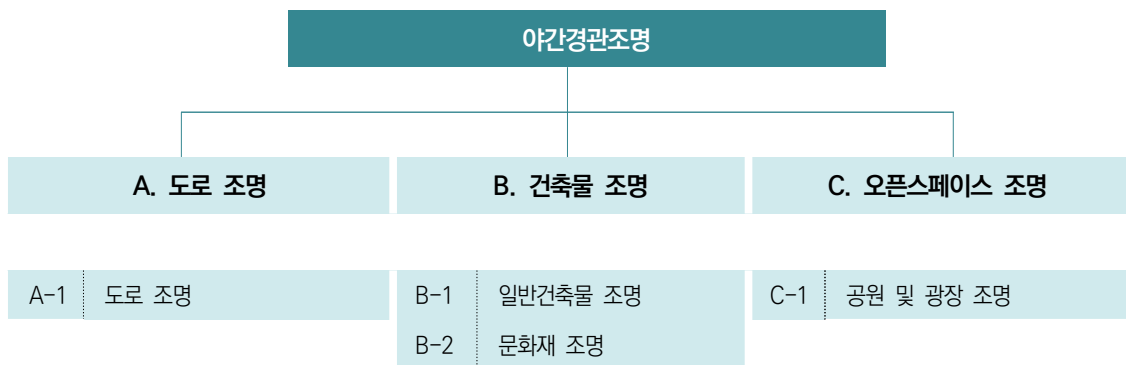 야간경관조명
A. 도로 조명
B. 건축물 조명
C. 오픈스페이스 조명
A-1 도로 조명
B-1 일반건축물 조명
C-1 공원 및 광장 조명
B-2 문화재 조명